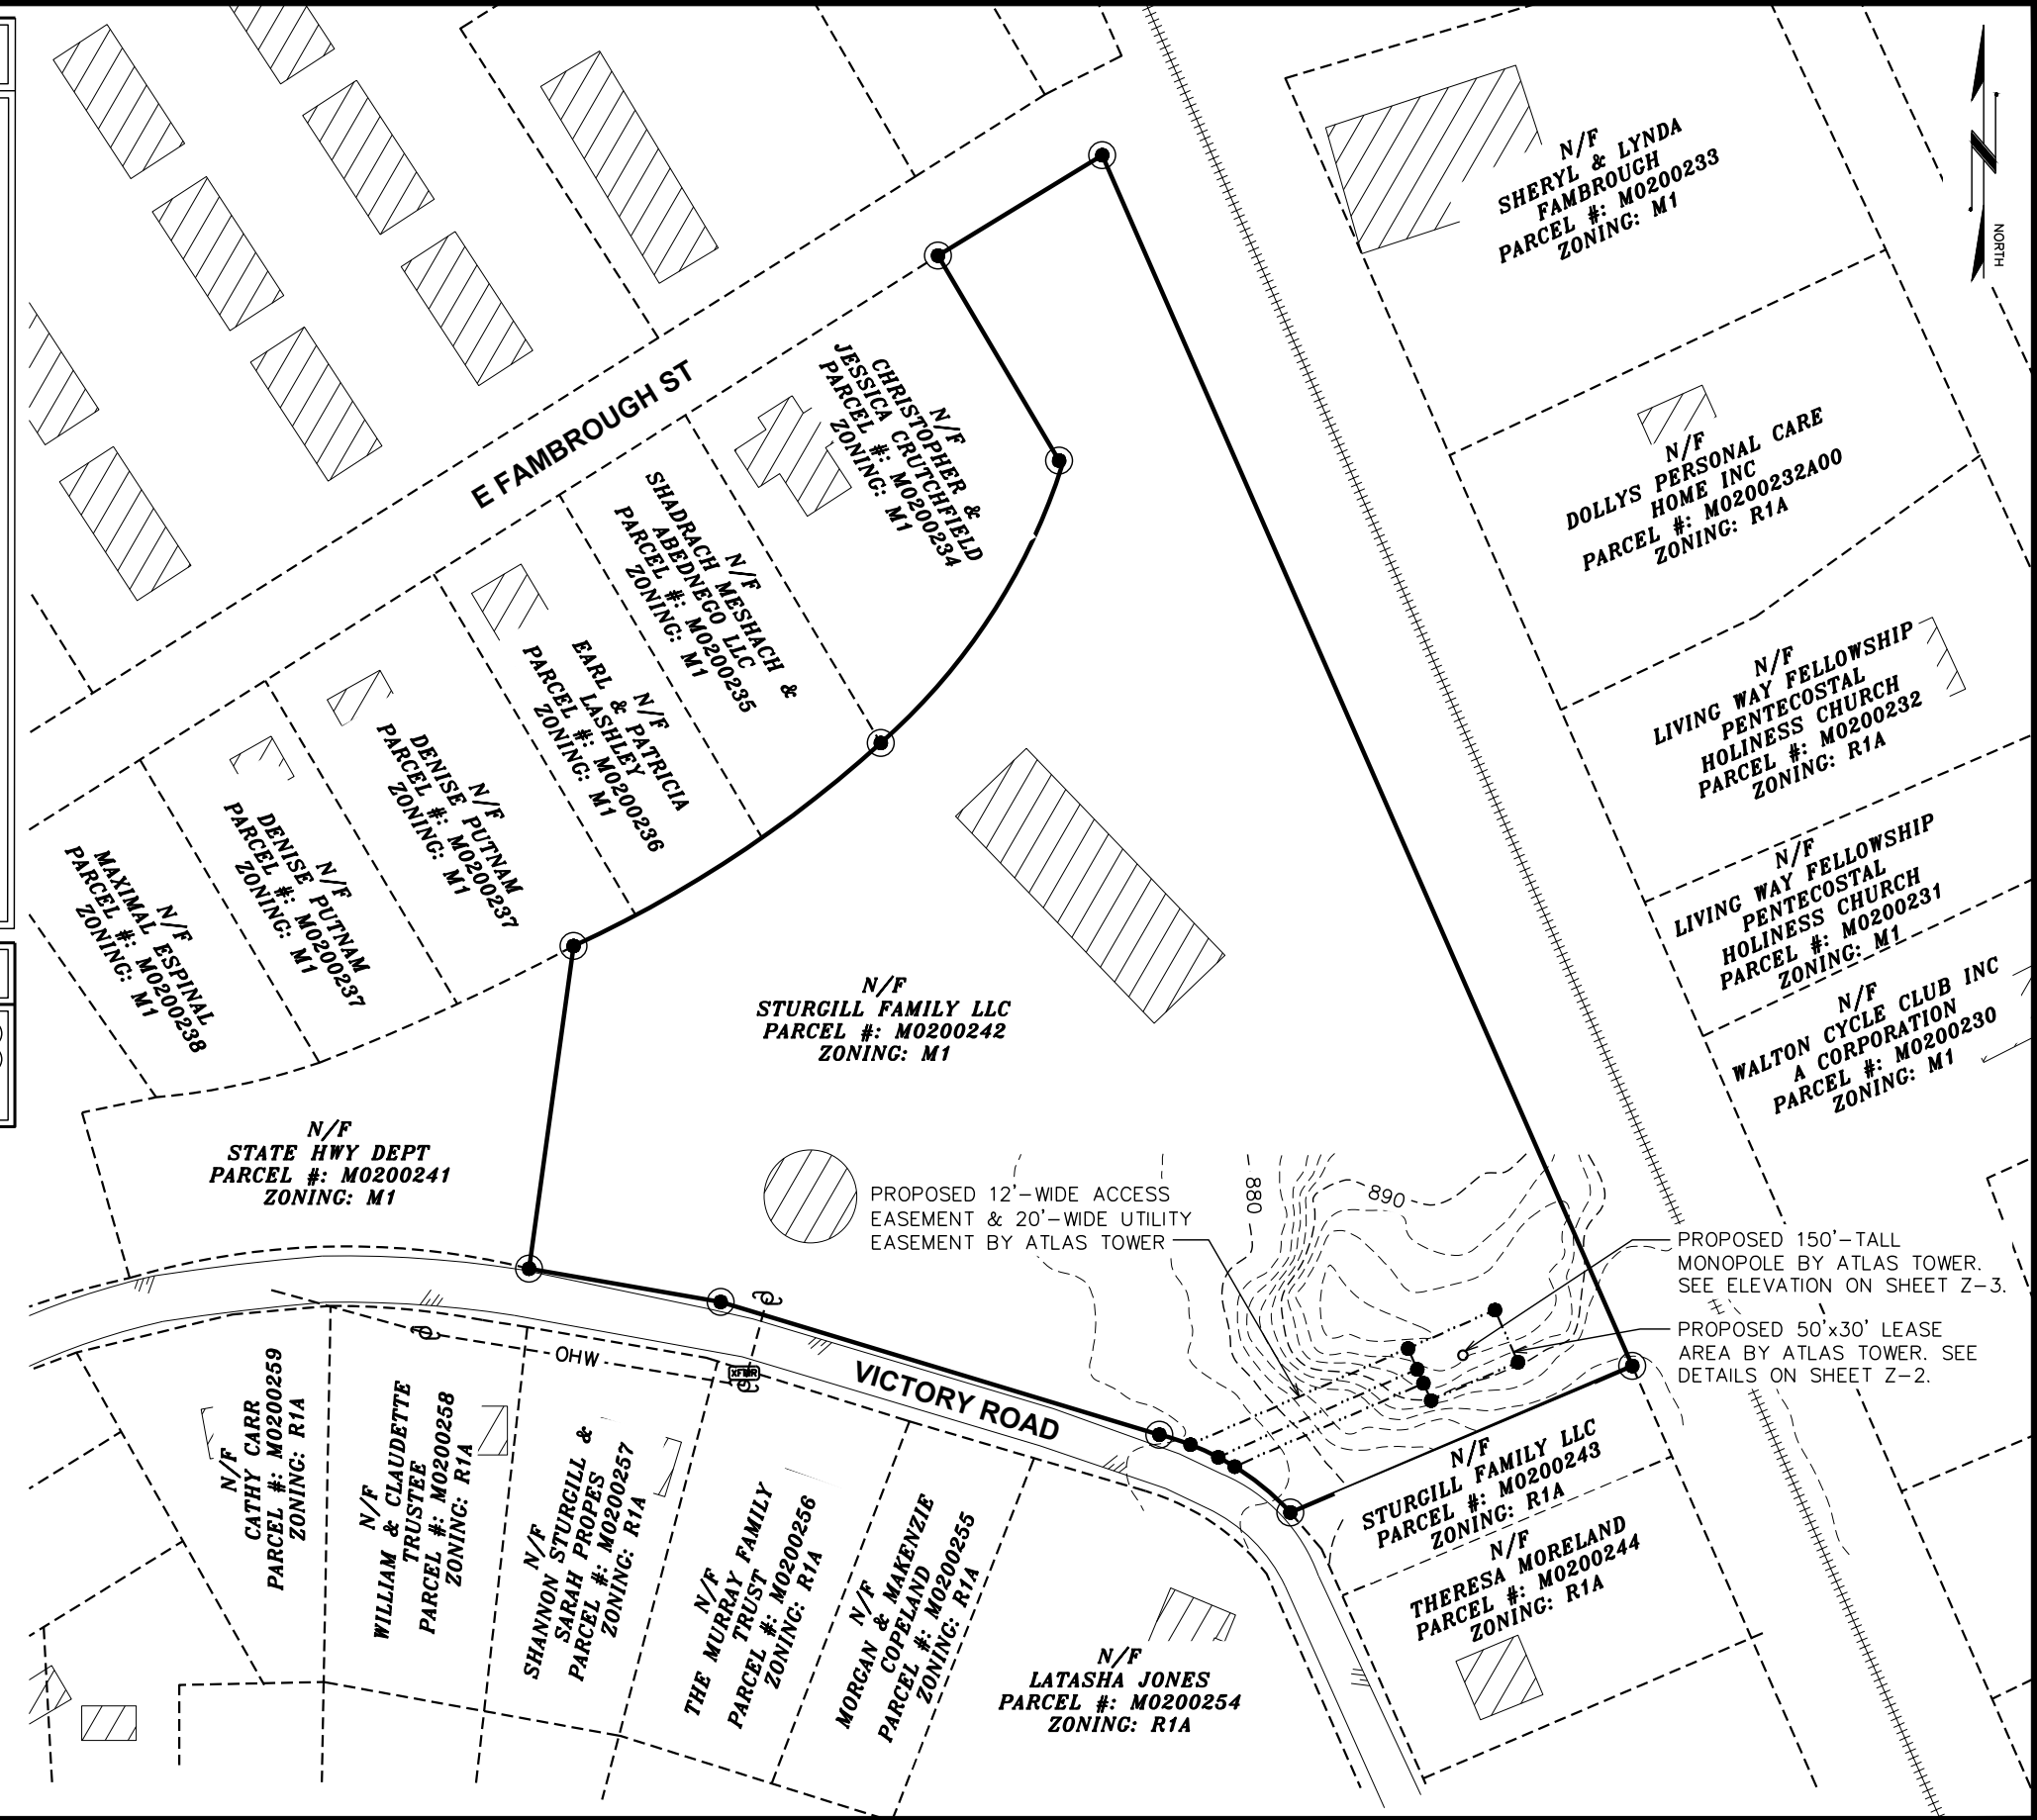 NORTH
N/F
SHERYL & LYNDA
FAMBROUGH
PARCEL #: M0200233
ZONING: M1
E FAMBROUGH ST
N/F
CHRISTOPHER &
JESSICA CRUTCHFIELD
PARCEL #: M0200234
ZONING: M1
N/F
DOLLYS PERSONAL CARE
HOME INC
PARCEL #: M0200232A00
ZONING: R1A
N/F
SHADRACH MESHACH &
ABEDNEGO LLC
PARCEL #: M0200235
ZONING: M1
N/F
EARL & PATRICIA
LASHLEY
PARCEL #: M0200236
ZONING: M1
N/F
LIVING WAY FELLOWSHIP
PENTECOSTAL
HOLINESS CHURCH
PARCEL #: M0200232
ZONING: R1A
N/F
DENISE PUTNAM
PARCEL #: M0200237
ZONING: M1
N/F
DENISE PUTNAM
PARCEL #: M0200237
ZONING: M1
N/F
MAXIMAL ESPINAL
PARCEL #: M0200238
ZONING: M1
N/F
LIVING WAY FELLOWSHIP
PENTECOSTAL
HOLINESS CHURCH
PARCEL #: M0200231
ZONING: M1
N/F
WALTON CYCLE CLUB INC
A CORPORATION
PARCEL #: M0200230
ZONING: M1
N/F
STURGILL FAMILY LLC
PARCEL #: M0200242
ZONING: M1
N/F
STATE HWY DEPT
PARCEL #: M0200241
ZONING: M1
PROPOSED 12'-WIDE ACCESS
EASEMENT & 20'-WIDE UTILITY
EASEMENT BY ATLAS TOWER
880
890
PROPOSED 150'-TALL
MONOPOLE BY ATLAS TOWER.
SEE ELEVATION ON SHEET Z-3.
PROPOSED 50'x30' LEASE
AREA BY ATLAS TOWER. SEE
DETAILS ON SHEET Z-2.
OHW
XFMR
VICTORY ROAD
N/F
CATHY CARR
PARCEL #: M0200259
ZONING: R1A
N/F
WILLIAM & CLAUDETTE
TRUSTEE
PARCEL #: M0200258
ZONING: R1A
N/F
SHANNON STURGILL &
SARAH PROPES
PARCEL #: M0200257
ZONING: R1A
N/F
THE MURRAY FAMILY
TRUST
PARCEL #: M0200256
ZONING: R1A
N/F
MORGAN & MAKENZIE
COPELAND
PARCEL #: M0200255
ZONING: R1A
N/F
LATASHA JONES
PARCEL #: M0200254
ZONING: R1A
N/F
STURGILL FAMILY LLC
PARCEL #: M0200243
ZONING: R1A
N/F
THERESA MORELAND
PARCEL #: M0200244
ZONING: R1A